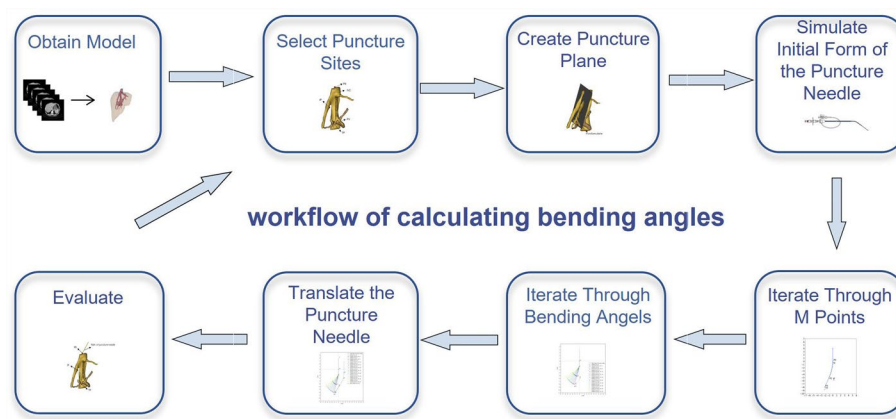 Obtain Model
Select Puncture
Sites
Create Puncture
Plane
Simulate
Initial Form of
the Puncture
Needle
workflow of calculating bending angles
Evaluate
Translate the
Puncture
Needle
Iterate Through
Bending Angels
Iterate Through
M Points